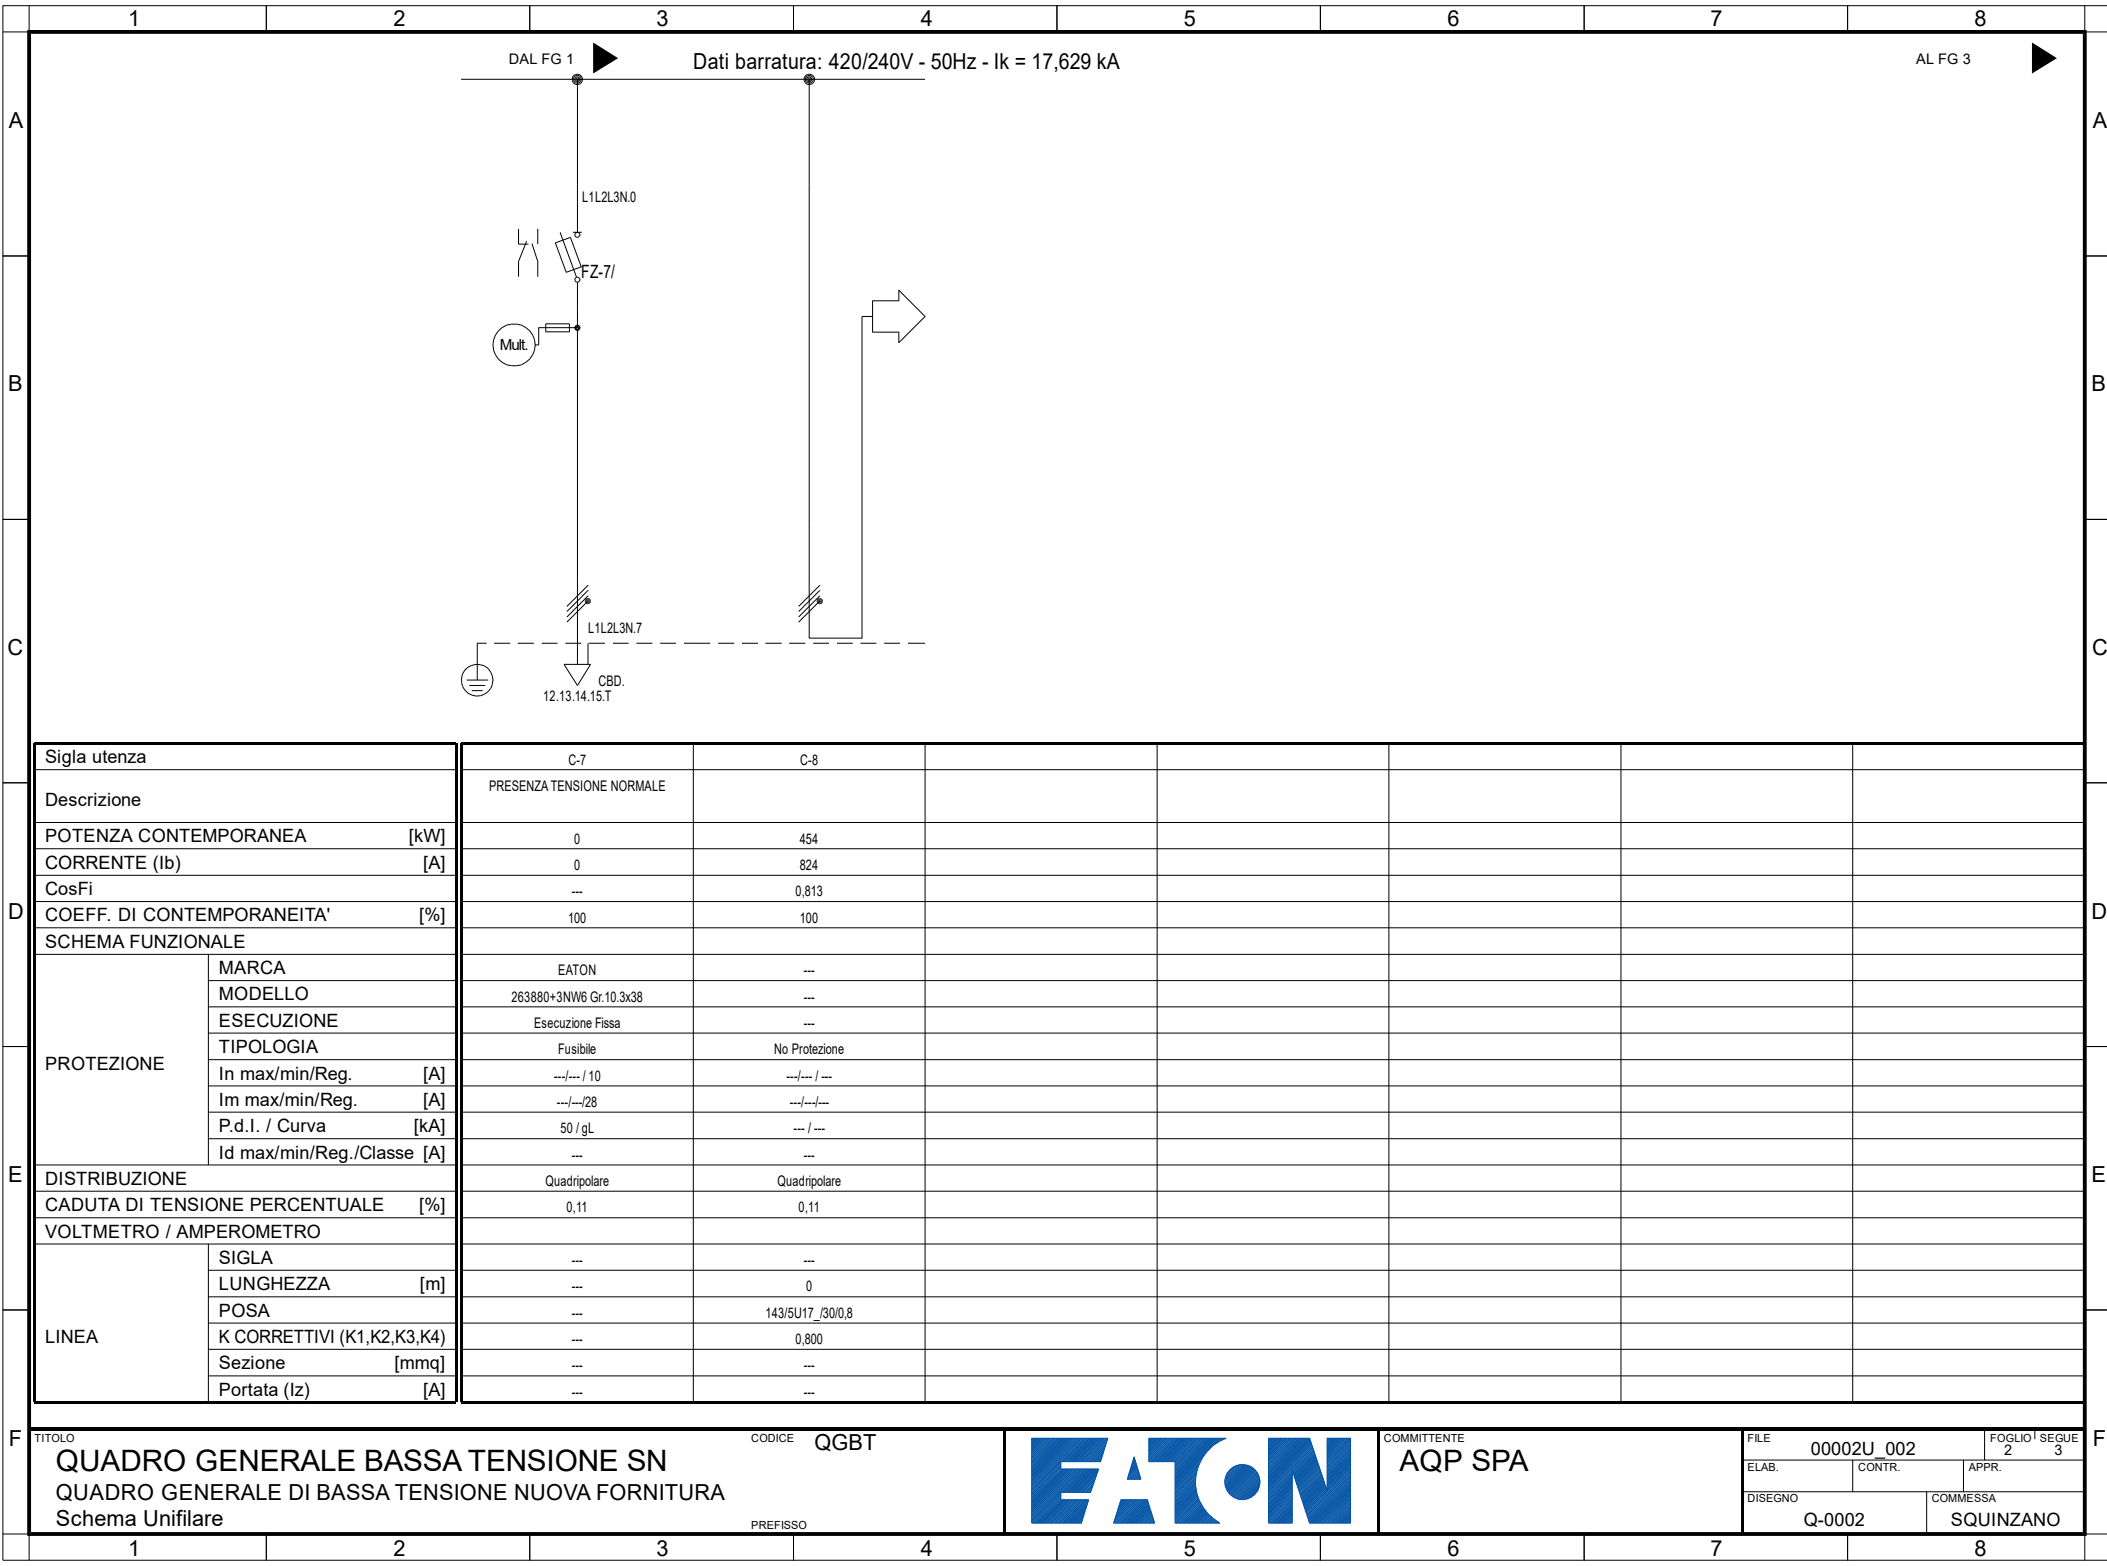 1 2 3 4 5 6 7 8
DAL FG 1
Dati barratura: 420/240V - 50Hz - Ik = 17,629 kA
AL FG 3
A A
L1L2L3N.0
FZ-7/
Mult.
B B
L1L2L3N.7
C C
CBD.
12.13.14.15.T
Sigla utenza C-7 C-8
Descrizione PRESENZA TENSIONE NORMALE
POTENZA CONTEMPORANEA [kW] 0 454
CORRENTE (Ib) [A] 0 824
CosFi --- 0,813
D D
COEFF. DI CONTEMPORANEITA' [%] 100 100
SCHEMA FUNZIONALE
PROTEZIONE
MARCA EATON ---
MODELLO 263880+3NW6 Gr.10.3x38 ---
ESECUZIONE Esecuzione Fissa ---
TIPOLOGIA Fusibile No Protezione
In max/min/Reg. [A] ---/--- / 10 ---/--- / ---
Im max/min/Reg. [A] ---/---/28 ---/---/---
P.d.I. / Curva [kA] 50 / gL --- / ---
Id max/min/Reg./Classe [A] --- ---
E E
DISTRIBUZIONE Quadripolare Quadripolare
CADUTA DI TENSIONE PERCENTUALE [%] 0,11 0,11
VOLTMETRO / AMPEROMETRO
LINEA
SIGLA --- ---
LUNGHEZZA [m] --- 0
POSA --- 143/5U17_/30/0,8
K CORRETTIVI (K1,K2,K3,K4) --- 0,800
Sezione [mmq] --- ---
Portata (Iz) [A] --- ---
F F
TITOLO
QUADRO GENERALE BASSA TENSIONE SN
QUADRO GENERALE DI BASSA TENSIONE NUOVA FORNITURA
Schema Unifilare
CODICE QGBT
PREFISSO
EATON
COMMITTENTE
AQP SPA
FILE 00002U_002
FOGLIO 2 SEGUE 3
ELAB. CONTR. APPR.
DISEGNO Q-0002
COMMESSA SQUINZANO
1 2 3 4 5 6 7 8